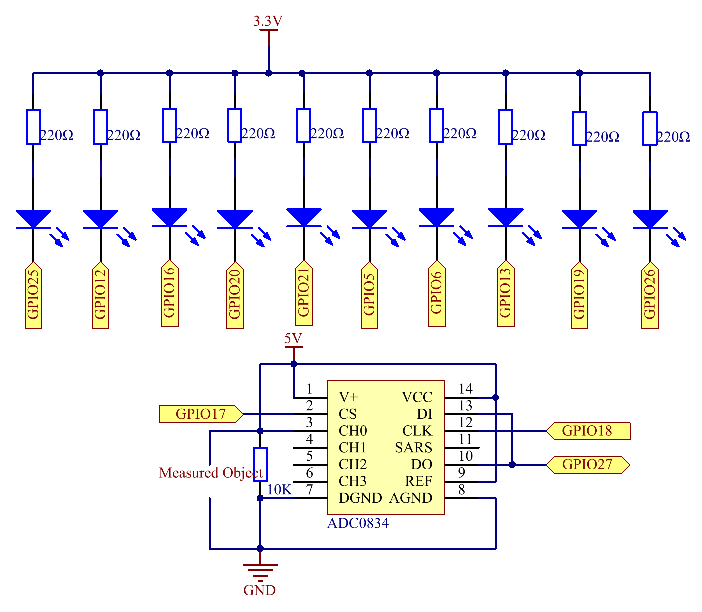 3.3V
220Ω 220Ω 220Ω 220Ω 220Ω 220Ω 220Ω 220Ω 220Ω 220Ω
GPIO25 GPIO12 GPIO16 GPIO20 GPIO21 GPIO5 GPIO6 GPIO13 GPIO19 GPIO26
5V
1 V+ VCC 14
GPIO17 2 CS DI 13
3 CH0 CLK 12 GPIO18
4 CH1 SARS 11
5 CH2 DO 10 GPIO27
Measured Object 6 CH3 REF 9
10K 7 DGND AGND 8
ADC0834
GND